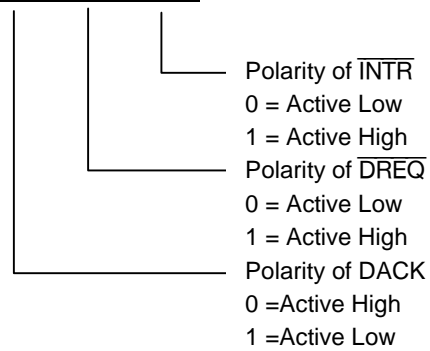 Polarity of INTR
0 = Active Low
1 = Active High
Polarity of DREQ
0 = Active Low
1 = Active High
Polarity of DACK
0 =Active High
1 =Active Low